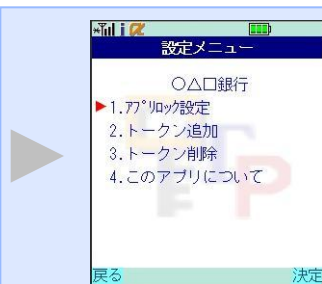 i α
設定メニュー
○△□銀行
1.ｱﾌﾟﾘﾛｯｸ設定
2.トークン追加
3.トークン削除
4.このアプリについて
戻る 決定